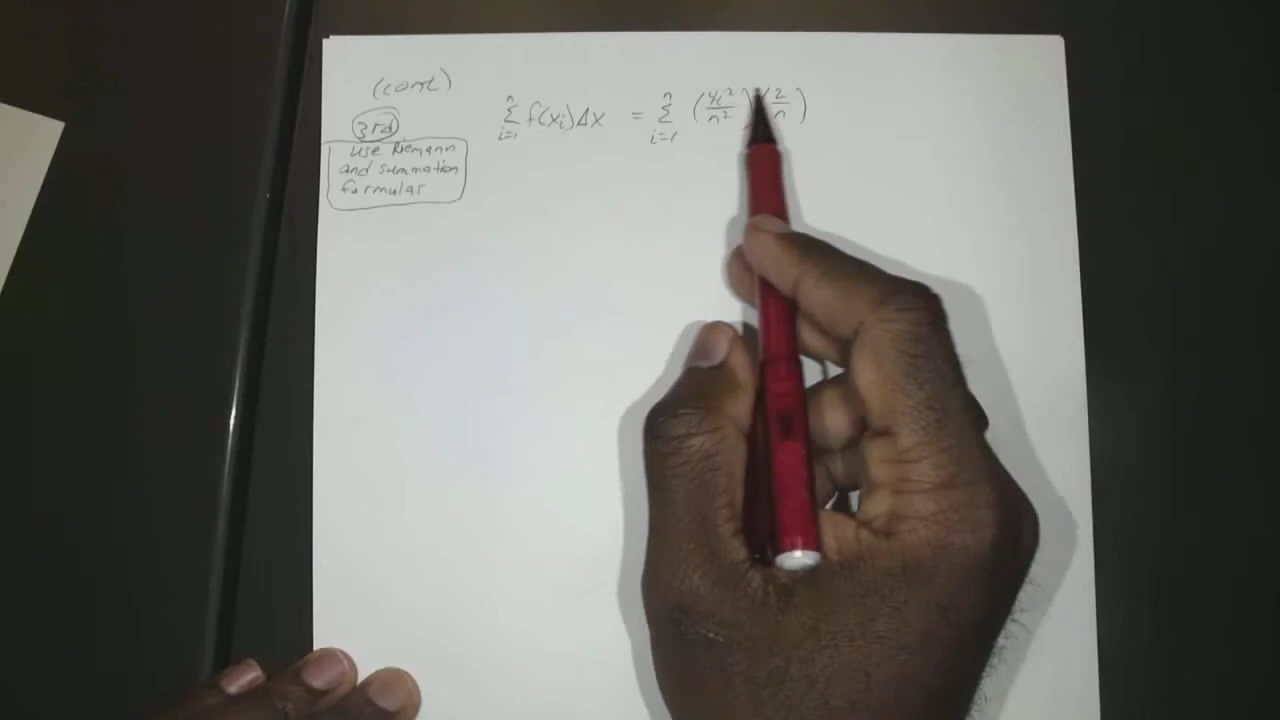 (cont)
3rd
use Riemann
and summation
formular
n n
Σ f(xᵢ)Δx = Σ (4i²/n²)(2/n)
i=1 i=1